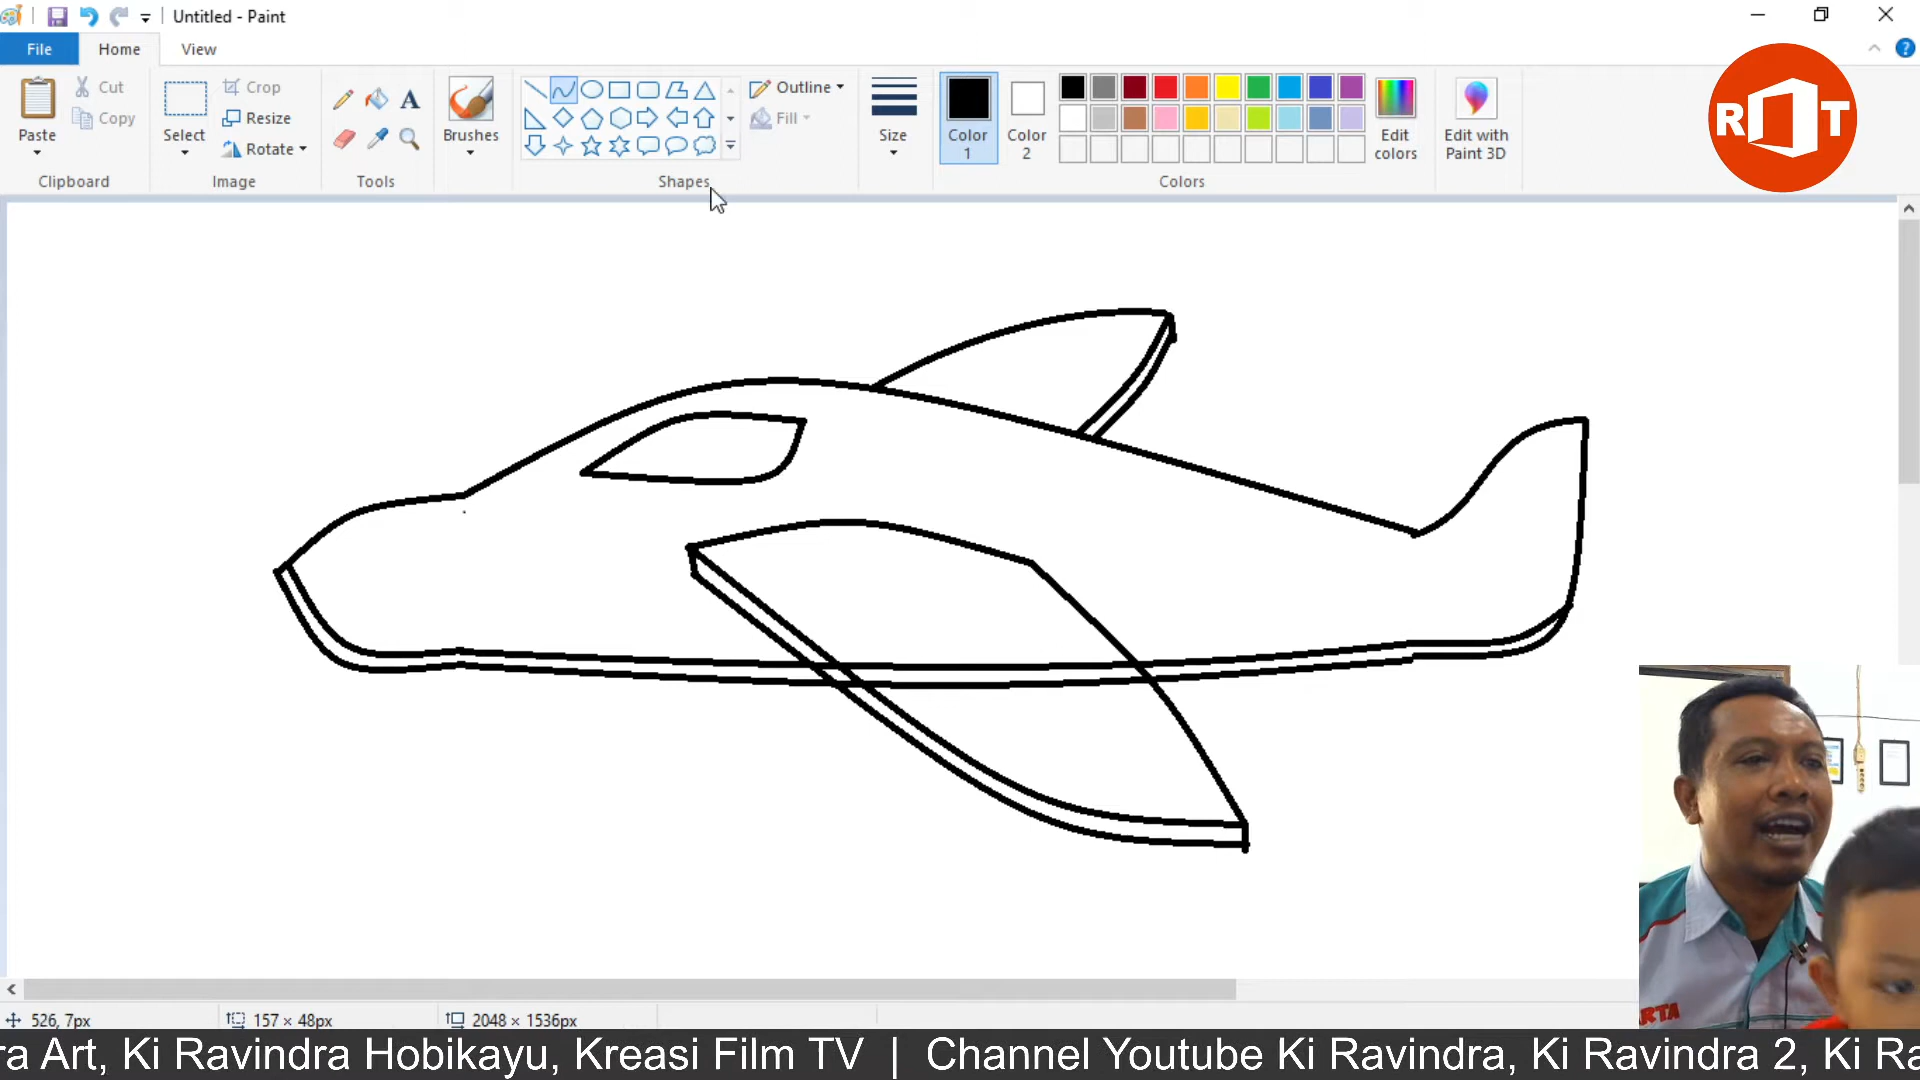 Untitled - Paint
File
Home
View
Paste
Cut
Copy
Clipboard
Select
Crop
Resize
Rotate
Image
A
Tools
Brushes
Outline
Fill
Shapes
Size
Color 1
Color 2
Edit colors
Colors
Edit with Paint 3D
R T
526, 7px
157 × 48px
2048 × 1536px
ra Art, Ki Ravindra Hobikayu, Kreasi Film TV | Channel Youtube Ki Ravindra, Ki Ravindra 2, Ki Ra